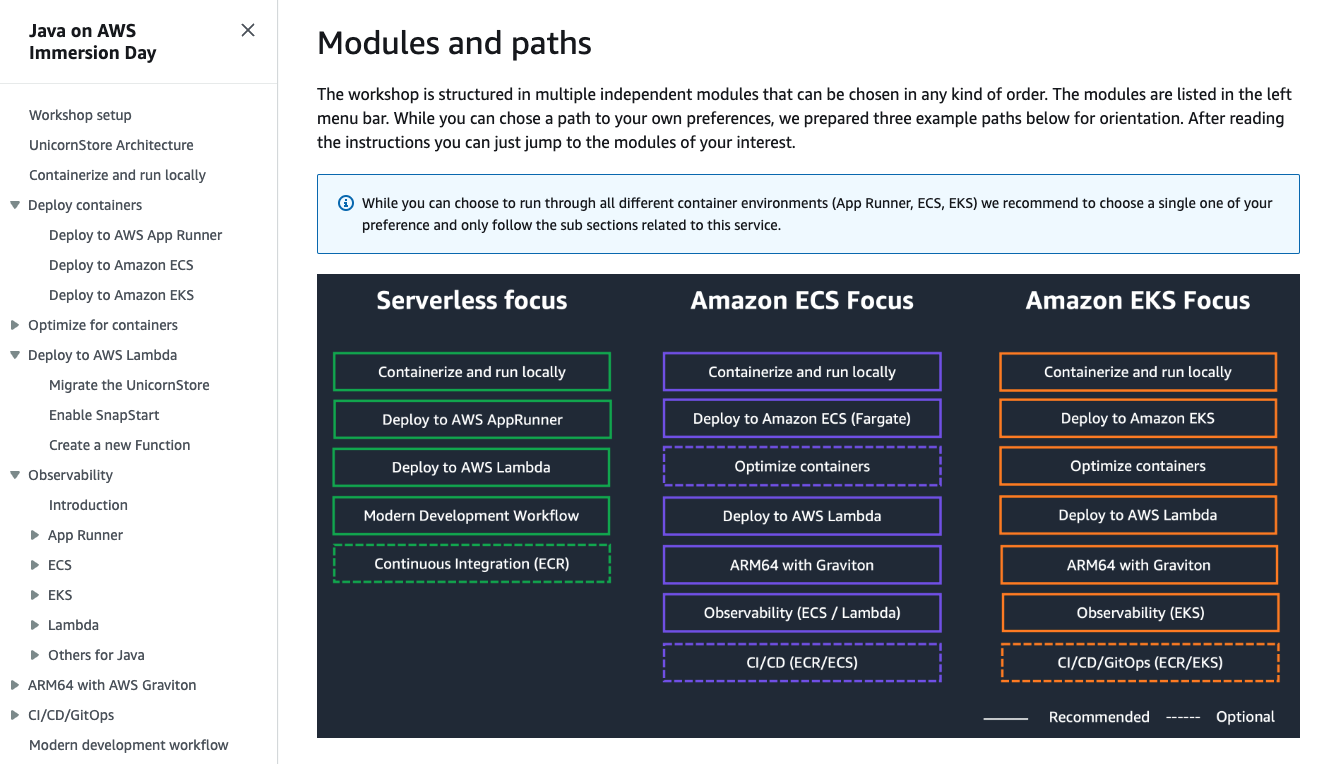 Java on AWS
Immersion Day
Workshop setup
UnicornStore Architecture
Containerize and run locally
Deploy containers
Deploy to AWS App Runner
Deploy to Amazon ECS
Deploy to Amazon EKS
Optimize for containers
Deploy to AWS Lambda
Migrate the UnicornStore
Enable SnapStart
Create a new Function
Observability
Introduction
App Runner
ECS
EKS
Lambda
Others for Java
ARM64 with AWS Graviton
CI/CD/GitOps
Modern development workflow
Modules and paths
The workshop is structured in multiple independent modules that can be chosen in any kind of order. The modules are listed in the left
menu bar. While you can chose a path to your own preferences, we prepared three example paths below for orientation. After reading
the instructions you can just jump to the modules of your interest.
While you can choose to run through all different container environments (App Runner, ECS, EKS) we recommend to choose a single one of your
preference and only follow the sub sections related to this service.
Serverless focus
Containerize and run locally
Deploy to AWS AppRunner
Deploy to AWS Lambda
Modern Development Workflow
Continuous Integration (ECR)
Amazon ECS Focus
Containerize and run locally
Deploy to Amazon ECS (Fargate)
Optimize containers
Deploy to AWS Lambda
ARM64 with Graviton
Observability (ECS / Lambda)
CI/CD (ECR/ECS)
Amazon EKS Focus
Containerize and run locally
Deploy to Amazon EKS
Optimize containers
Deploy to AWS Lambda
ARM64 with Graviton
Observability (EKS)
CI/CD/GitOps (ECR/EKS)
Recommended
Optional